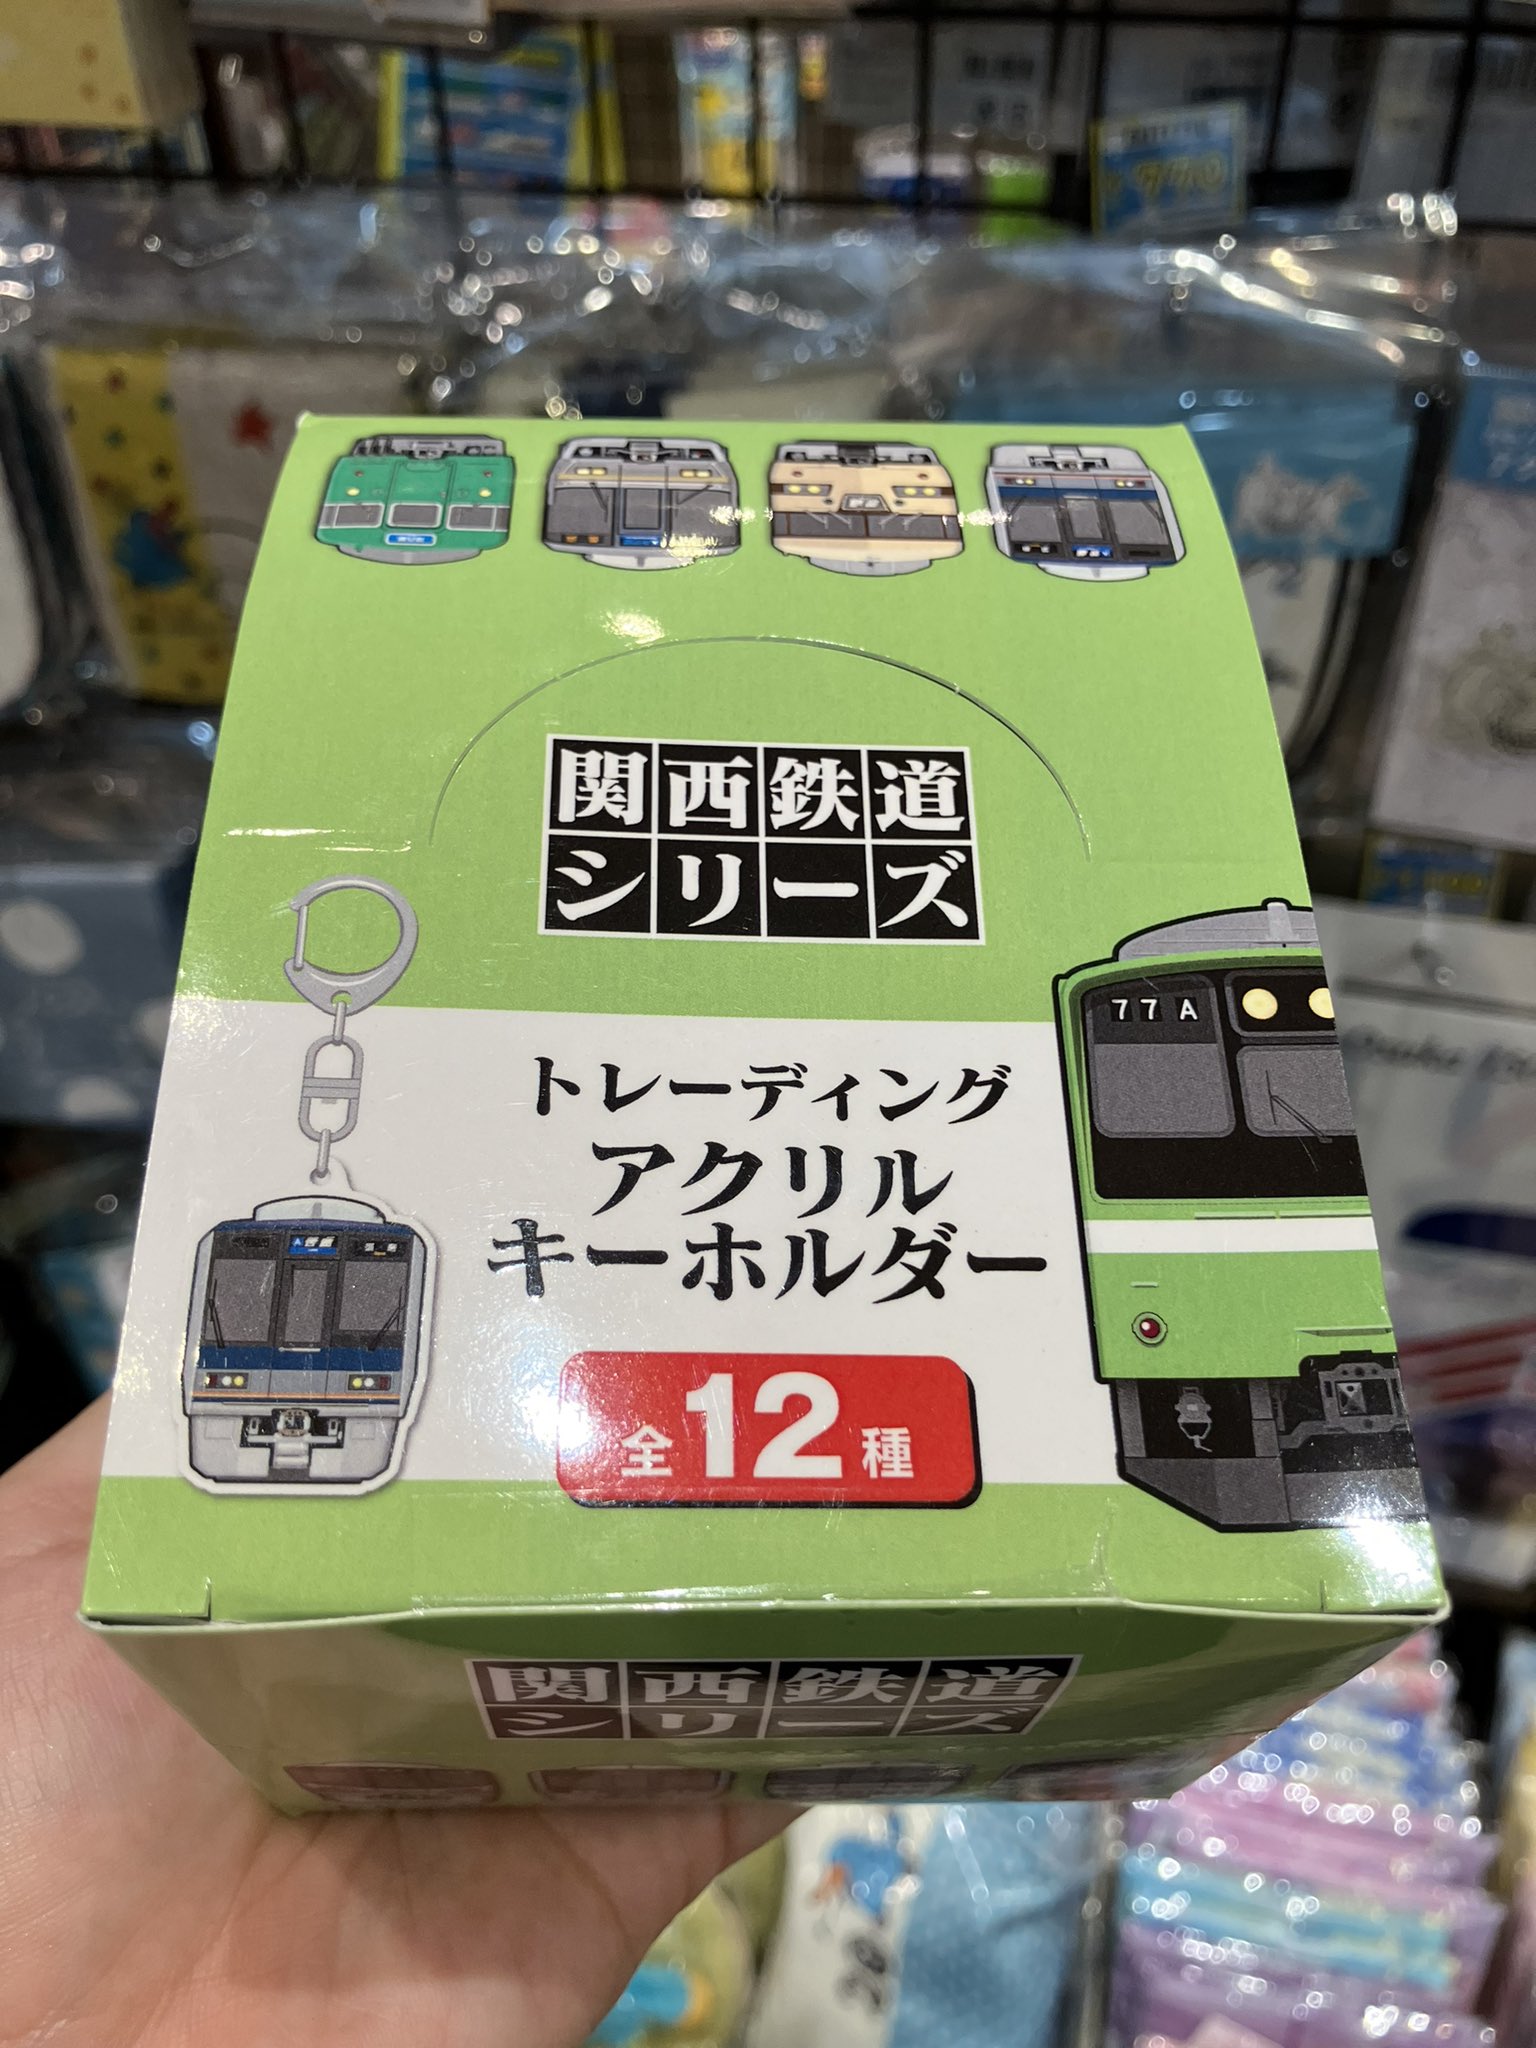 関西鉄道
シリーズ
77A
トレーディング
アクリル
キーホルダー
全12種
関西鉄道
シリーズ